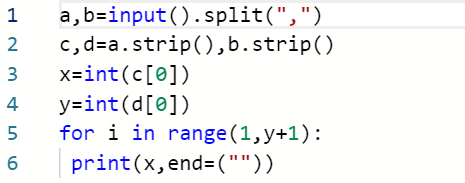 1 a,b=input().split(",")
2 c,d=a.strip(),b.strip()
3 x=int(c[0])
4 y=int(d[0])
5 for i in range(1,y+1):
6  print(x,end=(""))